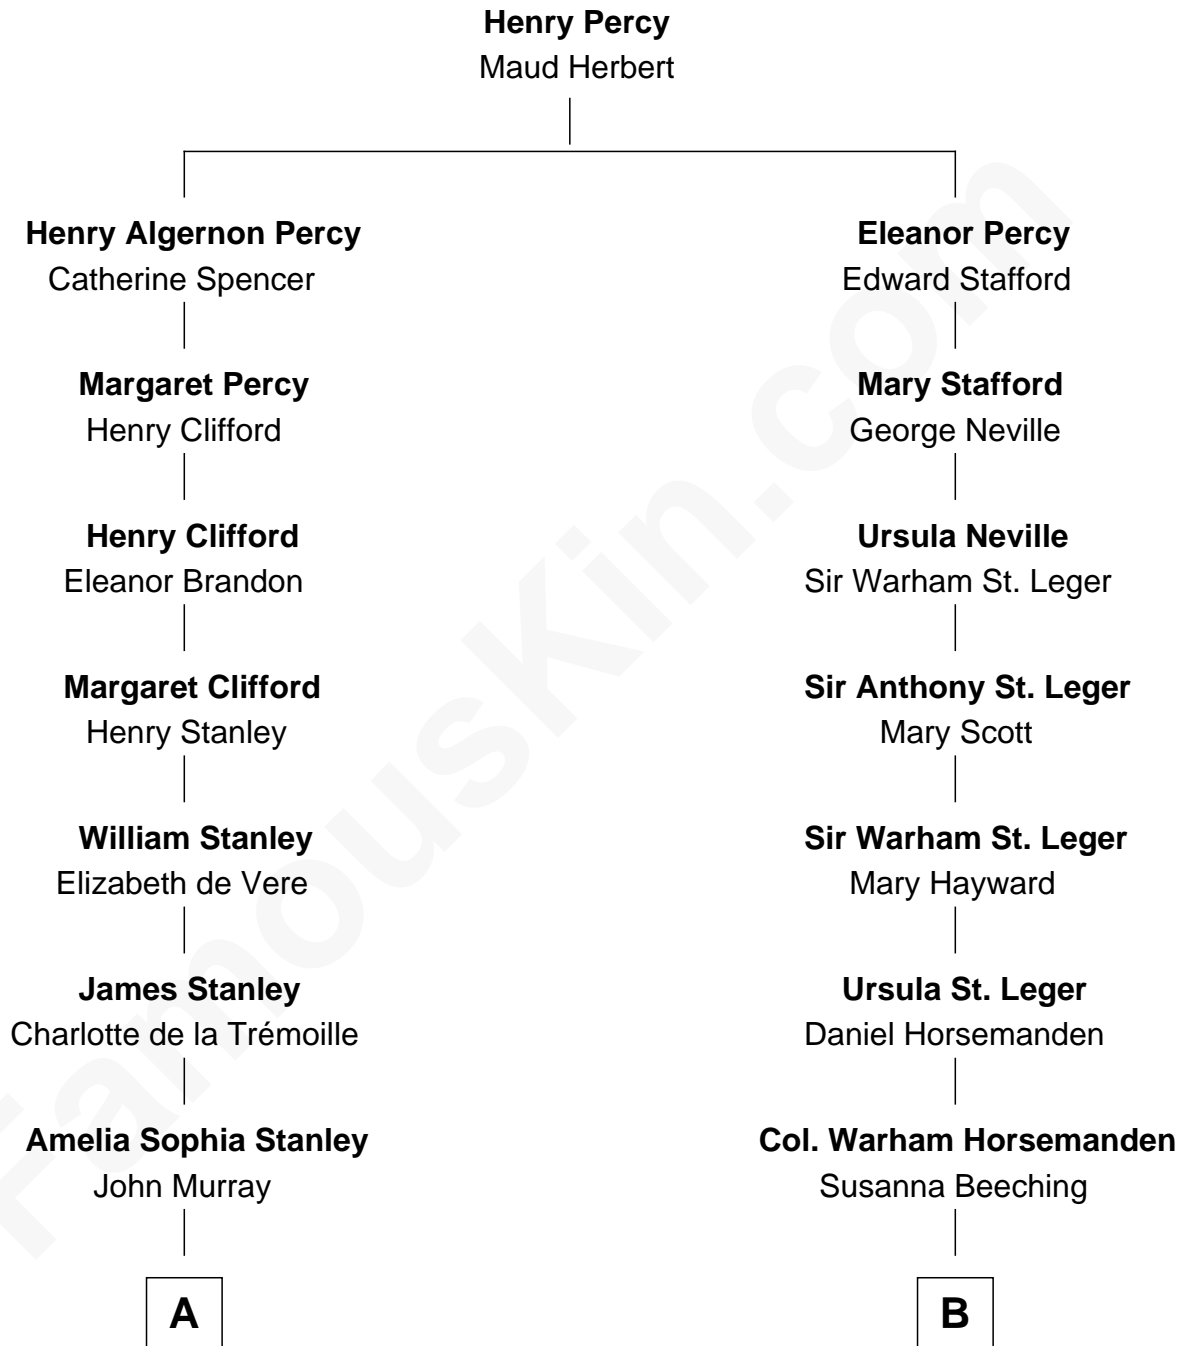 Henry Percy
Maud Herbert
Henry Algernon Percy
Catherine Spencer
Eleanor Percy
Edward Stafford
Margaret Percy
Henry Clifford
Mary Stafford
George Neville
Henry Clifford
Eleanor Brandon
Ursula Neville
Sir Warham St. Leger
Margaret Clifford
Henry Stanley
Sir Anthony St. Leger
Mary Scott
William Stanley
Elizabeth de Vere
Sir Warham St. Leger
Mary Hayward
James Stanley
Charlotte de la Trémoille
Ursula St. Leger
Daniel Horsemanden
Amelia Sophia Stanley
John Murray
Col. Warham Horsemanden
Susanna Beeching
A
B
FamousKin.com